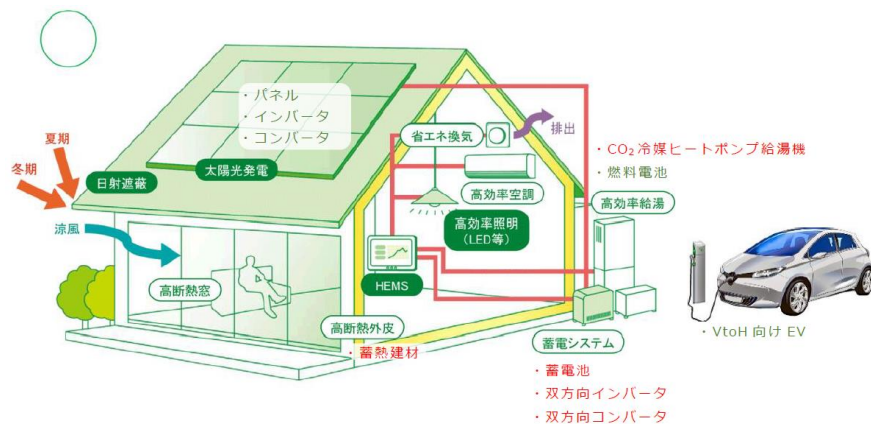 ・パネル
・インバータ
・コンバータ
太陽光発電
夏期
冬期
日射遮蔽
涼風
高断熱窓
省エネ換気
排出
高効率空調
高効率照明
(LED等)
HEMS
高断熱外皮
・蓄熱建材
・CO₂冷媒ヒートポンプ給湯機
・燃料電池
高効率給湯
蓄電システム
・蓄電池
・双方向インバータ
・双方向コンバータ
・VtoH向けEV